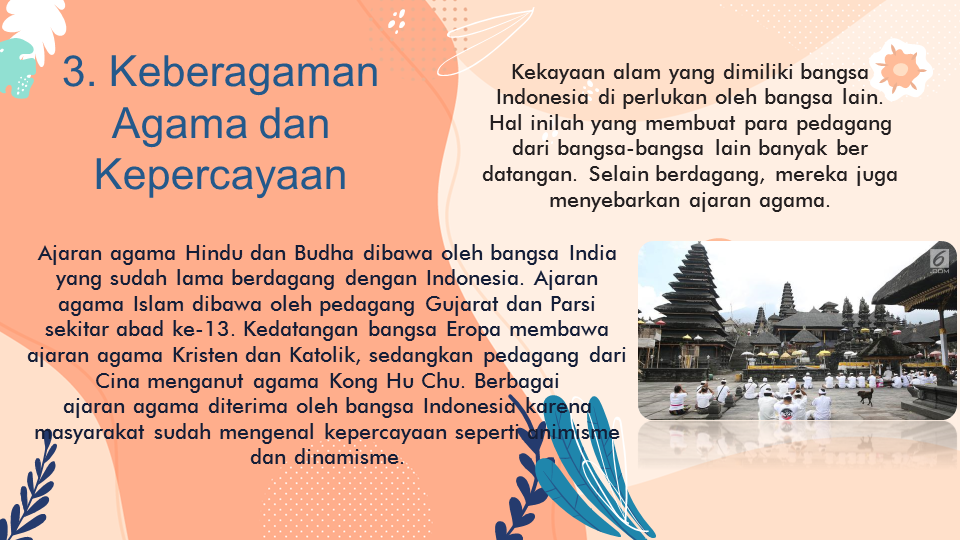 3. Keberagaman
Agama dan
Kepercayaan
Kekayaan alam yang dimiliki bangsa
Indonesia di perlukan oleh bangsa lain.
Hal inilah yang membuat para pedagang
dari bangsa-bangsa lain banyak ber
datangan. Selain berdagang, mereka juga
menyebarkan ajaran agama.
Ajaran agama Hindu dan Budha dibawa oleh bangsa India
yang sudah lama berdagang dengan Indonesia. Ajaran
agama Islam dibawa oleh pedagang Gujarat dan Parsi
sekitar abad ke-13. Kedatangan bangsa Eropa membawa
ajaran agama Kristen dan Katolik, sedangkan pedagang dari
Cina menganut agama Kong Hu Chu. Berbagai
ajaran agama diterima oleh bangsa Indonesia karena
masyarakat sudah mengenal kepercayaan seperti animisme
dan dinamisme.
6
.COM